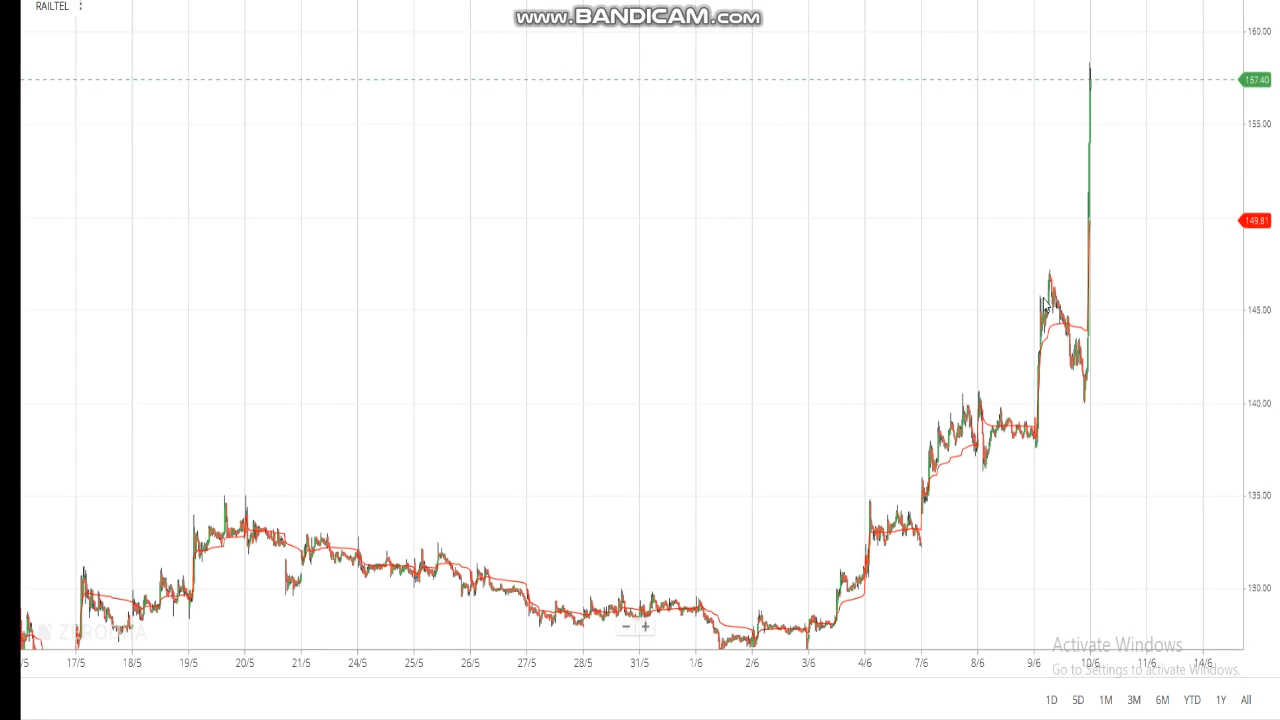 RAILTEL
www.BANDICAM.com
160.00
157.40
155.00
149.81
145.00
140.00
135.00
130.00
ZERODHA
/5 17/5 18/5 19/5 20/5 21/5 24/5 25/5 26/5 27/5 28/5 31/5 1/6 2/6 3/6 4/6 7/6 8/6 9/6 10/6 11/6 14/6
Activate Windows
Go to Settings to activate Windows.
1D 5D 1M 3M 6M YTD 1Y All